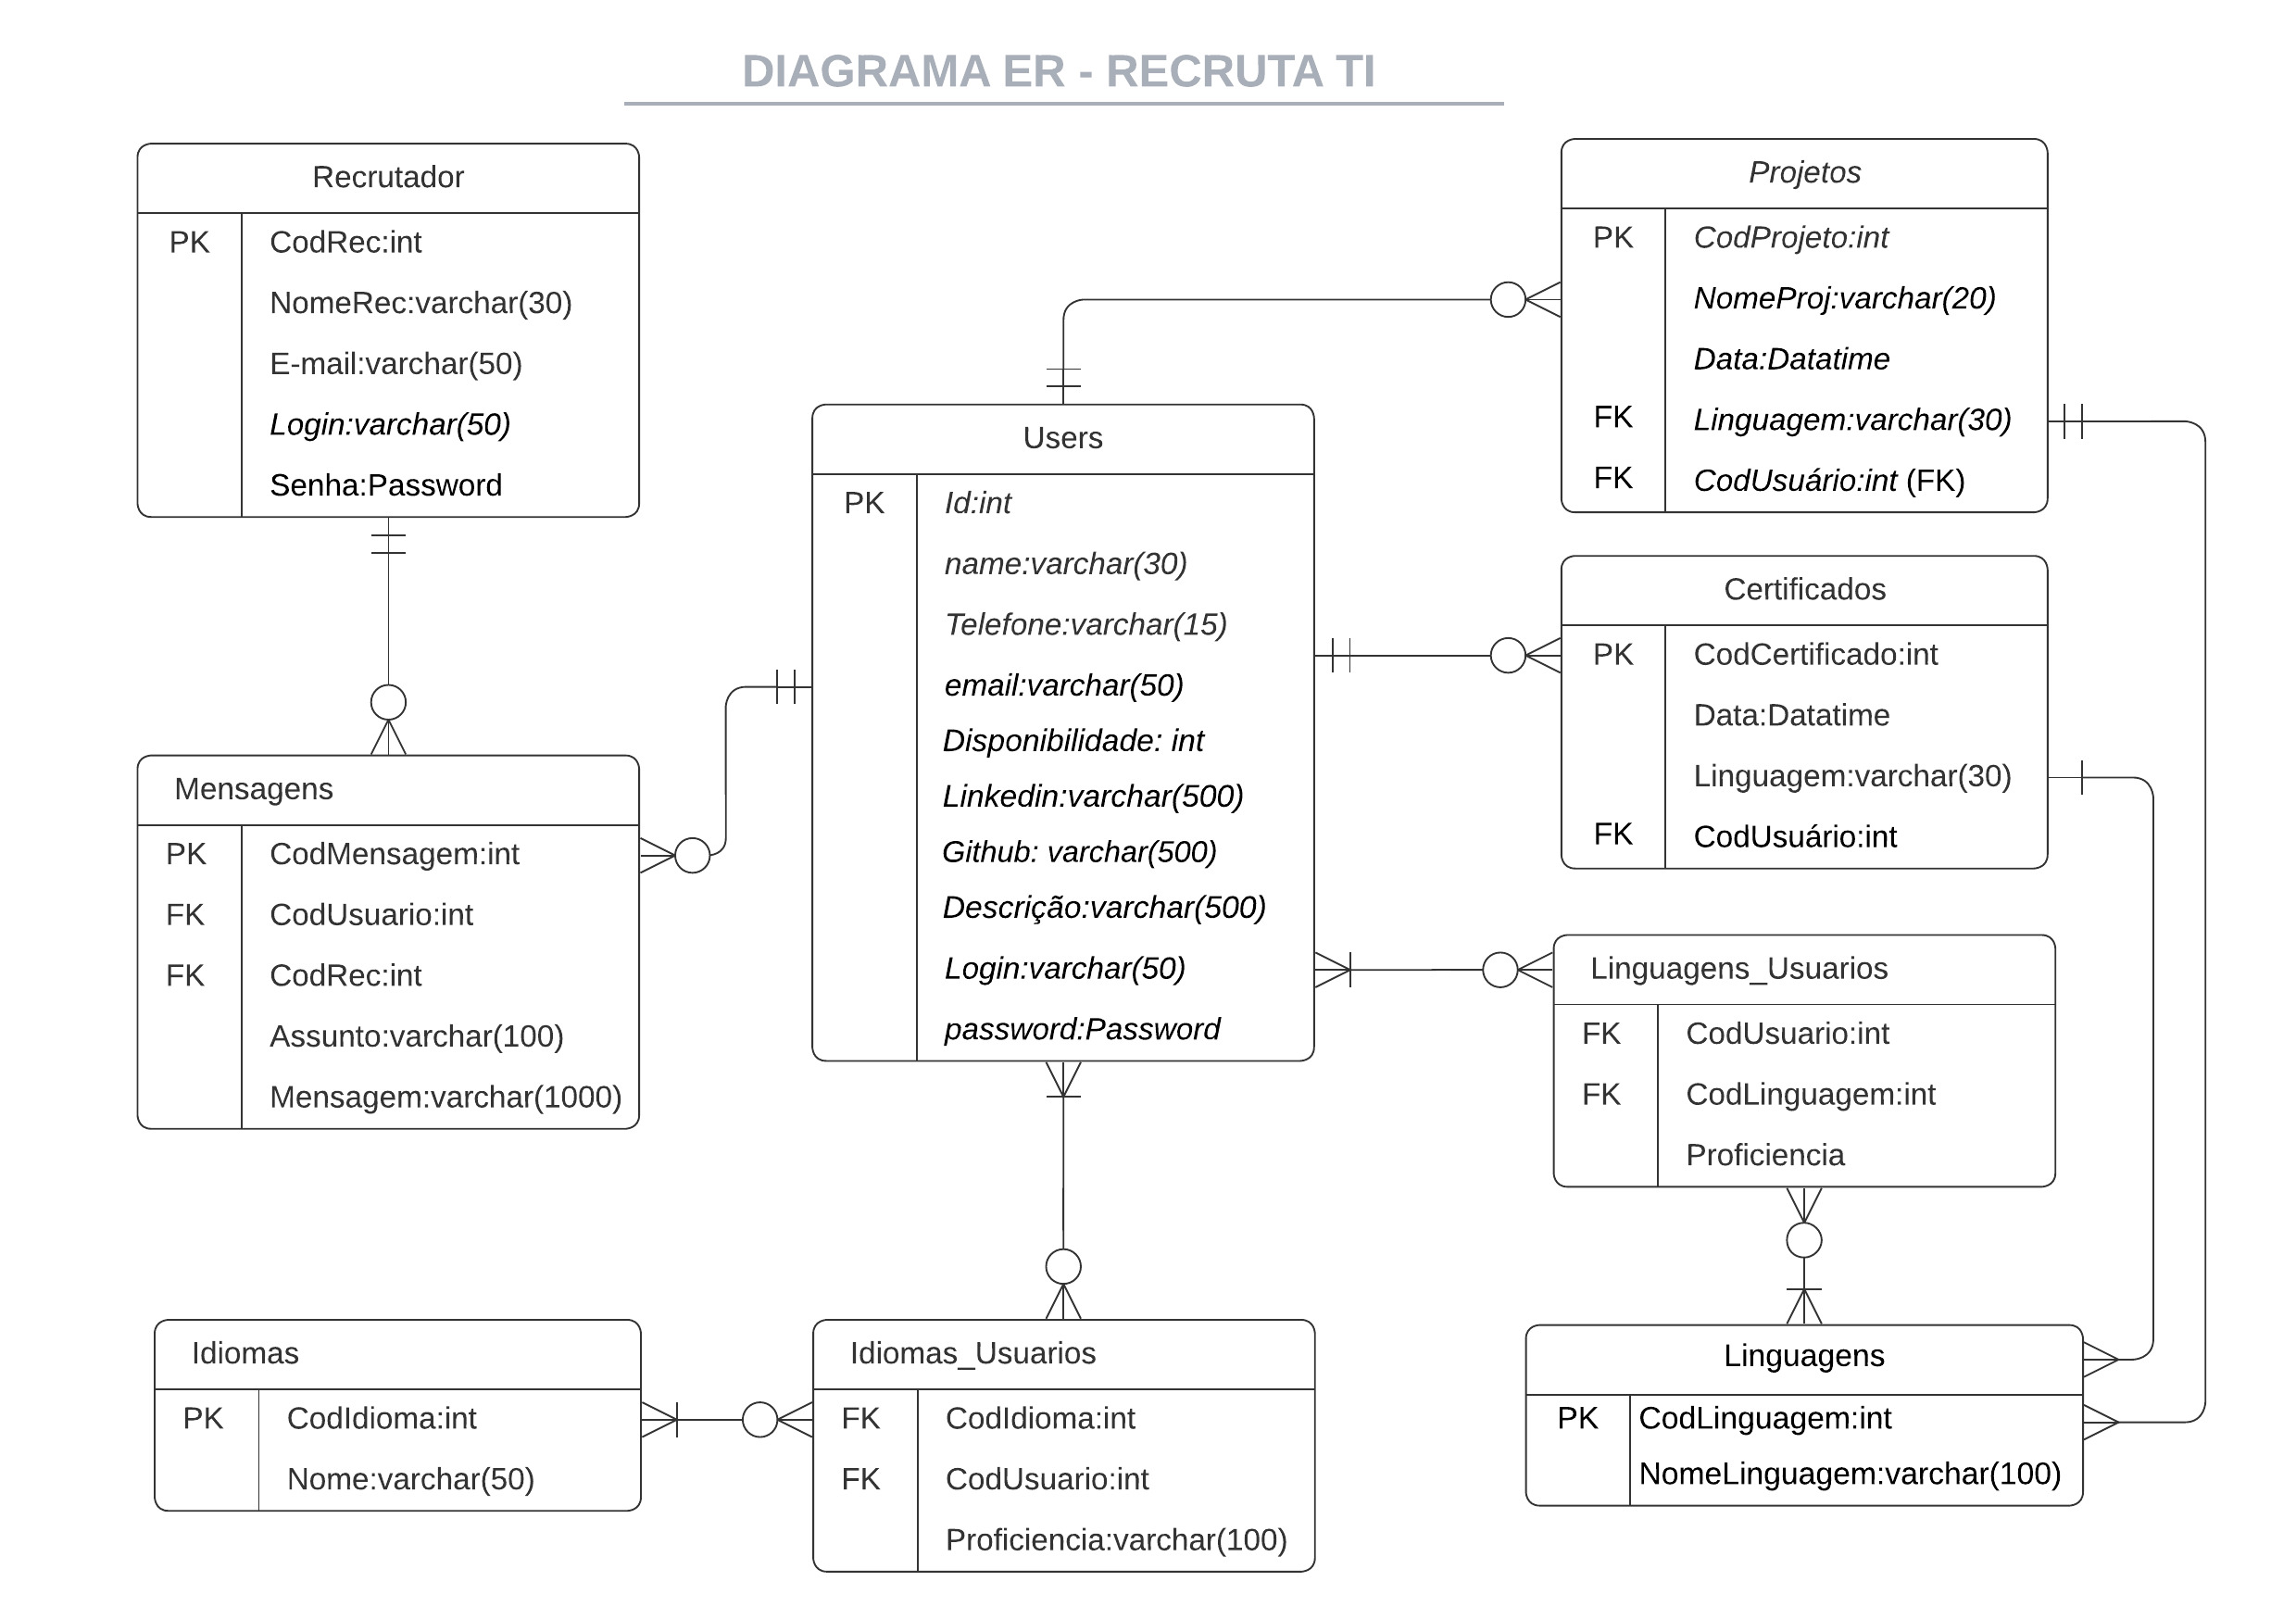 DIAGRAMA ER - RECRUTA TI
Recrutador
PK CodRec:int
NomeRec:varchar(30)
E-mail:varchar(50)
Login:varchar(50)
Senha:Password
Mensagens
PK CodMensagem:int
FK CodUsuario:int
FK CodRec:int
Assunto:varchar(100)
Mensagem:varchar(1000)
Idiomas
PK CodIdioma:int
Nome:varchar(50)
Users
PK Id:int
name:varchar(30)
Telefone:varchar(15)
email:varchar(50)
Disponibilidade: int
Linkedin:varchar(500)
Github: varchar(500)
Descrição:varchar(500)
Login:varchar(50)
password:Password
Idiomas_Usuarios
FK CodIdioma:int
FK CodUsuario:int
Proficiencia:varchar(100)
Projetos
PK CodProjeto:int
NomeProj:varchar(20)
Data:Datatime
FK Linguagem:varchar(30)
FK CodUsuário:int (FK)
Certificados
PK CodCertificado:int
Data:Datatime
Linguagem:varchar(30)
FK CodUsuário:int
Linguagens_Usuarios
FK CodUsuario:int
FK CodLinguagem:int
Proficiencia
Linguagens
PK CodLinguagem:int
NomeLinguagem:varchar(100)